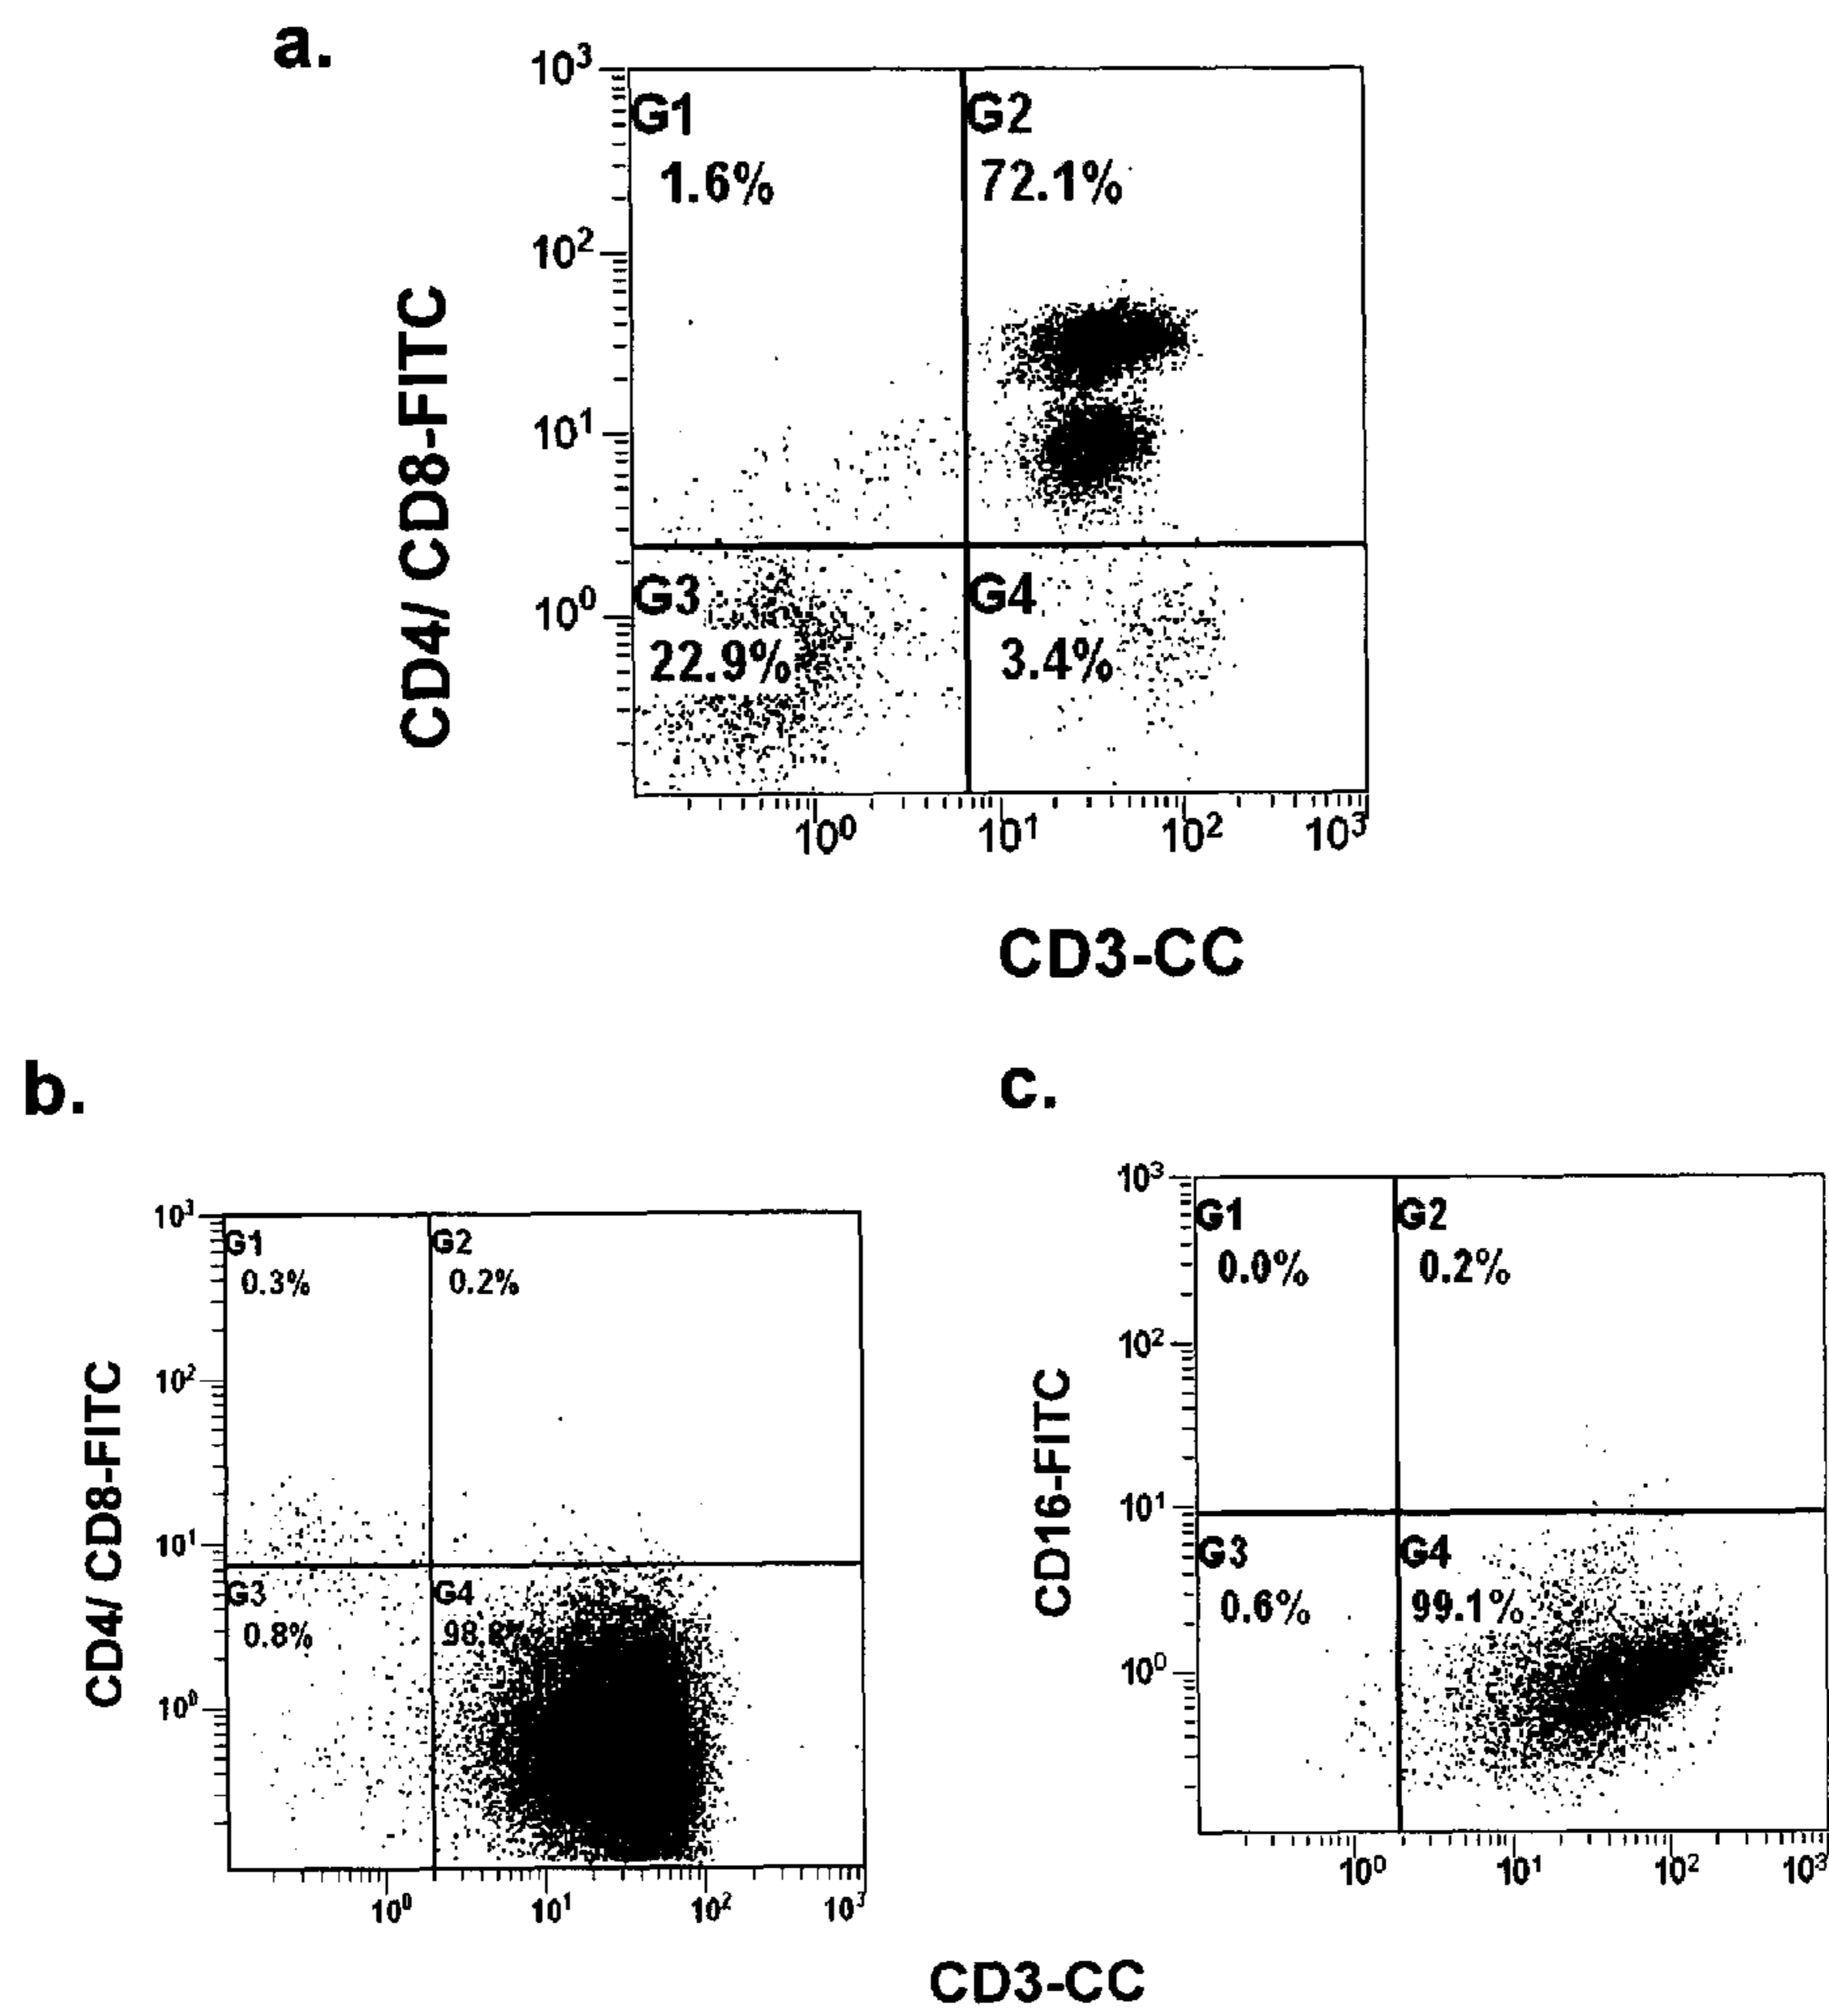 a.
10³
G1
G2
1.6%
72.1%
10²
CD4/ CD8-FITC
10¹
G3
G4
10⁰
22.9%
3.4%
10⁰ 10¹ 10² 10³
CD3-CC
b.
10³
G1
G2
0.3%
0.2%
10²
CD4/ CD8-FITC
10¹
G3
G4
0.8%
10⁰
10⁰ 10¹ 10² 10³
c.
10³
G1
G2
0.0%
0.2%
10²
CD16-FITC
10¹
G3
G4
0.6%
99.1%
10⁰
10⁰ 10¹ 10² 10³
CD3-CC